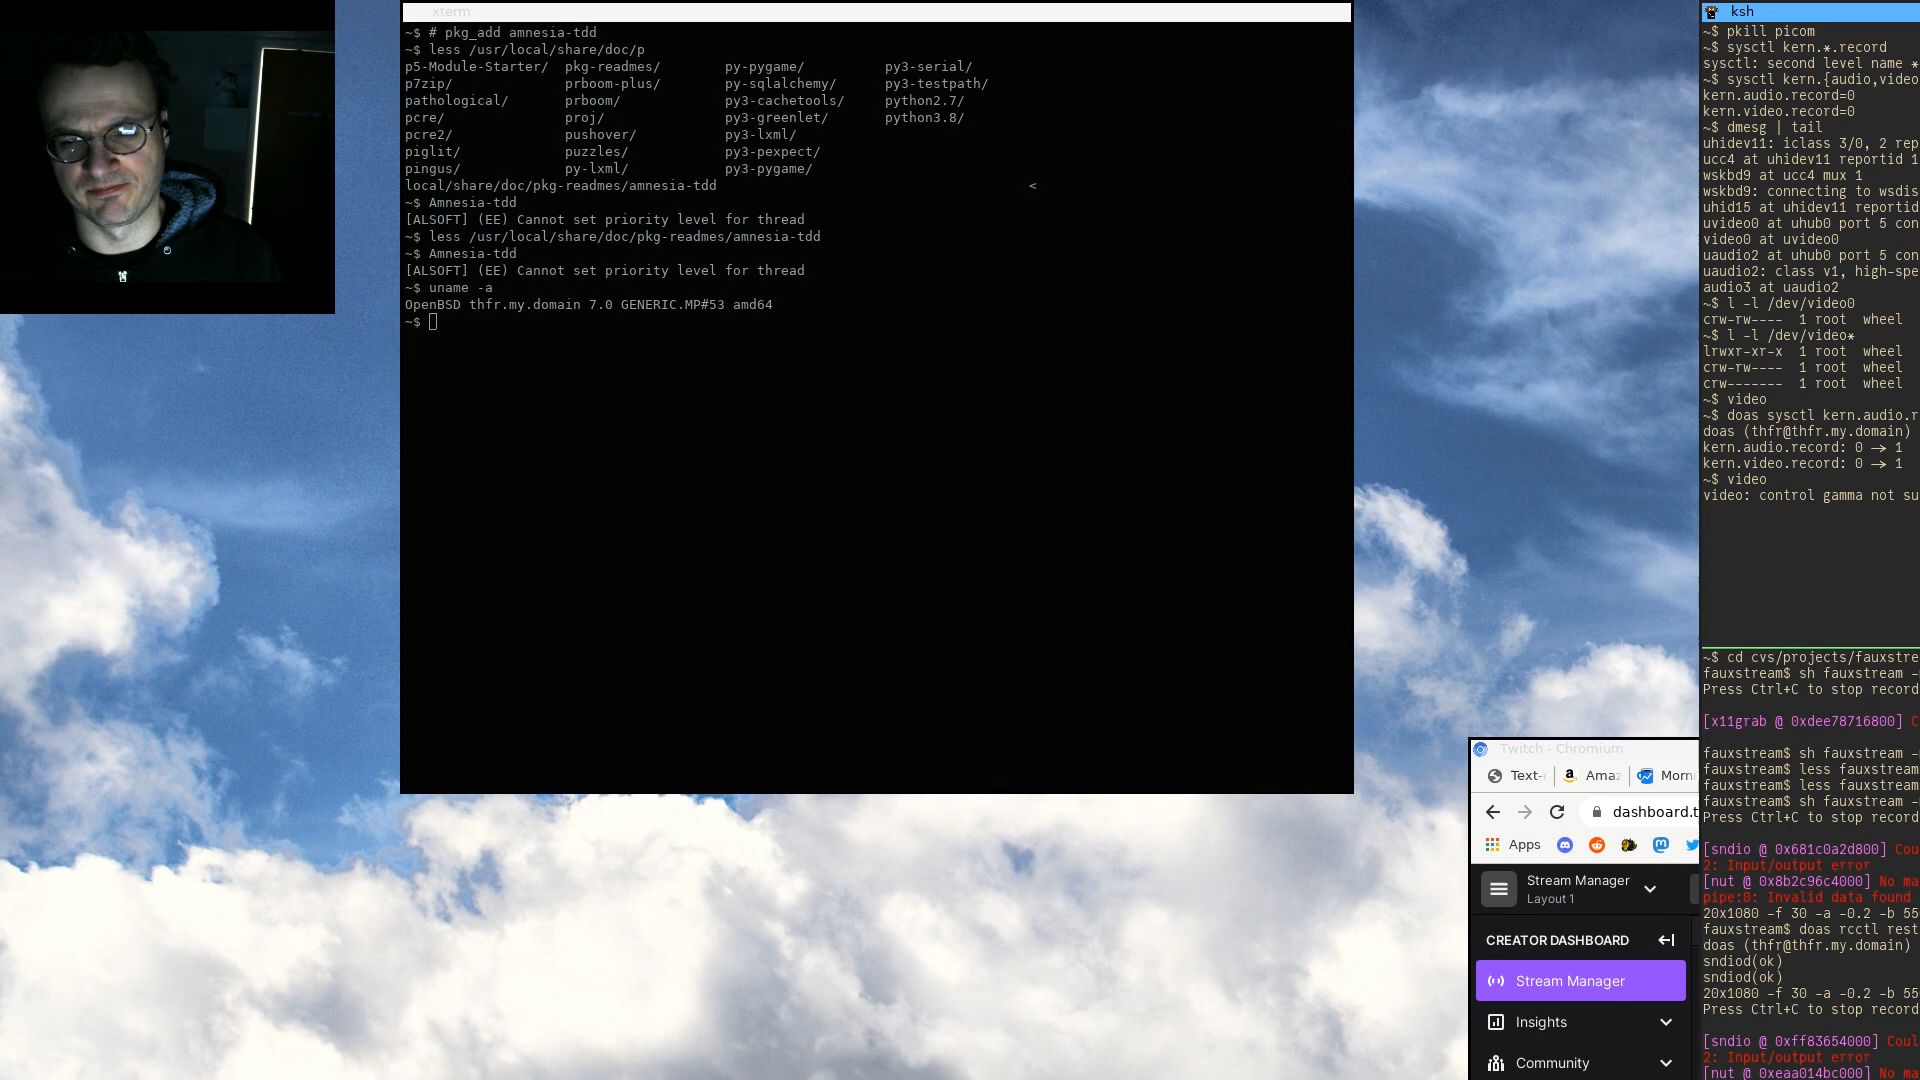 xterm
~$ # pkg_add amnesia-tdd
~$ less /usr/local/share/doc/p
p5-Module-Starter/ pkg-readmes/ py-pygame/ py3-serial/
p7zip/ prboom-plus/ py-sqlalchemy/ py3-testpath/
pathological/ prboom/ py3-cachetools/ python2.7/
pcre/ proj/ py3-greenlet/ python3.8/
pcre2/ pushover/ py3-lxml/
piglit/ puzzles/ py3-pexpect/
pingus/ py-lxml/ py3-pygame/
local/share/doc/pkg-readmes/amnesia-tdd <
~$ Amnesia-tdd
[ALSOFT] (EE) Cannot set priority level for thread
~$ less /usr/local/share/doc/pkg-readmes/amnesia-tdd
~$ Amnesia-tdd
[ALSOFT] (EE) Cannot set priority level for thread
~$ uname -a
OpenBSD thfr.my.domain 7.0 GENERIC.MP#53 amd64
~$
ksh
~$ pkill picom
~$ sysctl kern.*.record
sysctl: second level name *
~$ sysctl kern.{audio,video
kern.audio.record=0
kern.video.record=0
~$ dmesg | tail
uhidev11: iclass 3/0, 2 rep
ucc4 at uhidev11 reportid 1
wskbd9 at ucc4 mux 1
wskbd9: connecting to wsdis
uhid15 at uhidev11 reportid
uvideo0 at uhub0 port 5 con
video0 at uvideo0
uaudio2 at uhub0 port 5 con
uaudio2: class v1, high-spe
audio3 at uaudio2
~$ l -l /dev/video0
crw-rw---- 1 root wheel
~$ l -l /dev/video*
lrwxr-xr-x 1 root wheel
crw-rw---- 1 root wheel
crw------- 1 root wheel
~$ video
~$ doas sysctl kern.audio.r
doas (thfr@thfr.my.domain)
kern.audio.record: 0 -> 1
kern.video.record: 0 -> 1
~$ video
video: control gamma not su
~$ cd cvs/projects/fauxstre
fauxstream$ sh fauxstream -
Press Ctrl+C to stop record
[x11grab @ 0xdee78716800] C
fauxstream$ sh fauxstream -
fauxstream$ less fauxstream
fauxstream$ less fauxstream
fauxstream$ sh fauxstream -
Press Ctrl+C to stop record
[sndio @ 0x681c0a2d800] Cou
2: Input/output error
[nut @ 0x8b2c96c4000] No ma
pipe:0: Invalid data found
20x1080 -f 30 -a -0.2 -b 55
fauxstream$ doas rcctl rest
doas (thfr@thfr.my.domain)
sndiod(ok)
sndiod(ok)
20x1080 -f 30 -a -0.2 -b 55
Press Ctrl+C to stop record
[sndio @ 0xff83654000] Coul
2: Input/output error
[nut @ 0xeaa014bc000] No ma
Twitch - Chromium
Text- Amaz Morni
dashboard.t
Apps
Stream Manager
Layout 1
CREATOR DASHBOARD
Stream Manager
Insights
Community